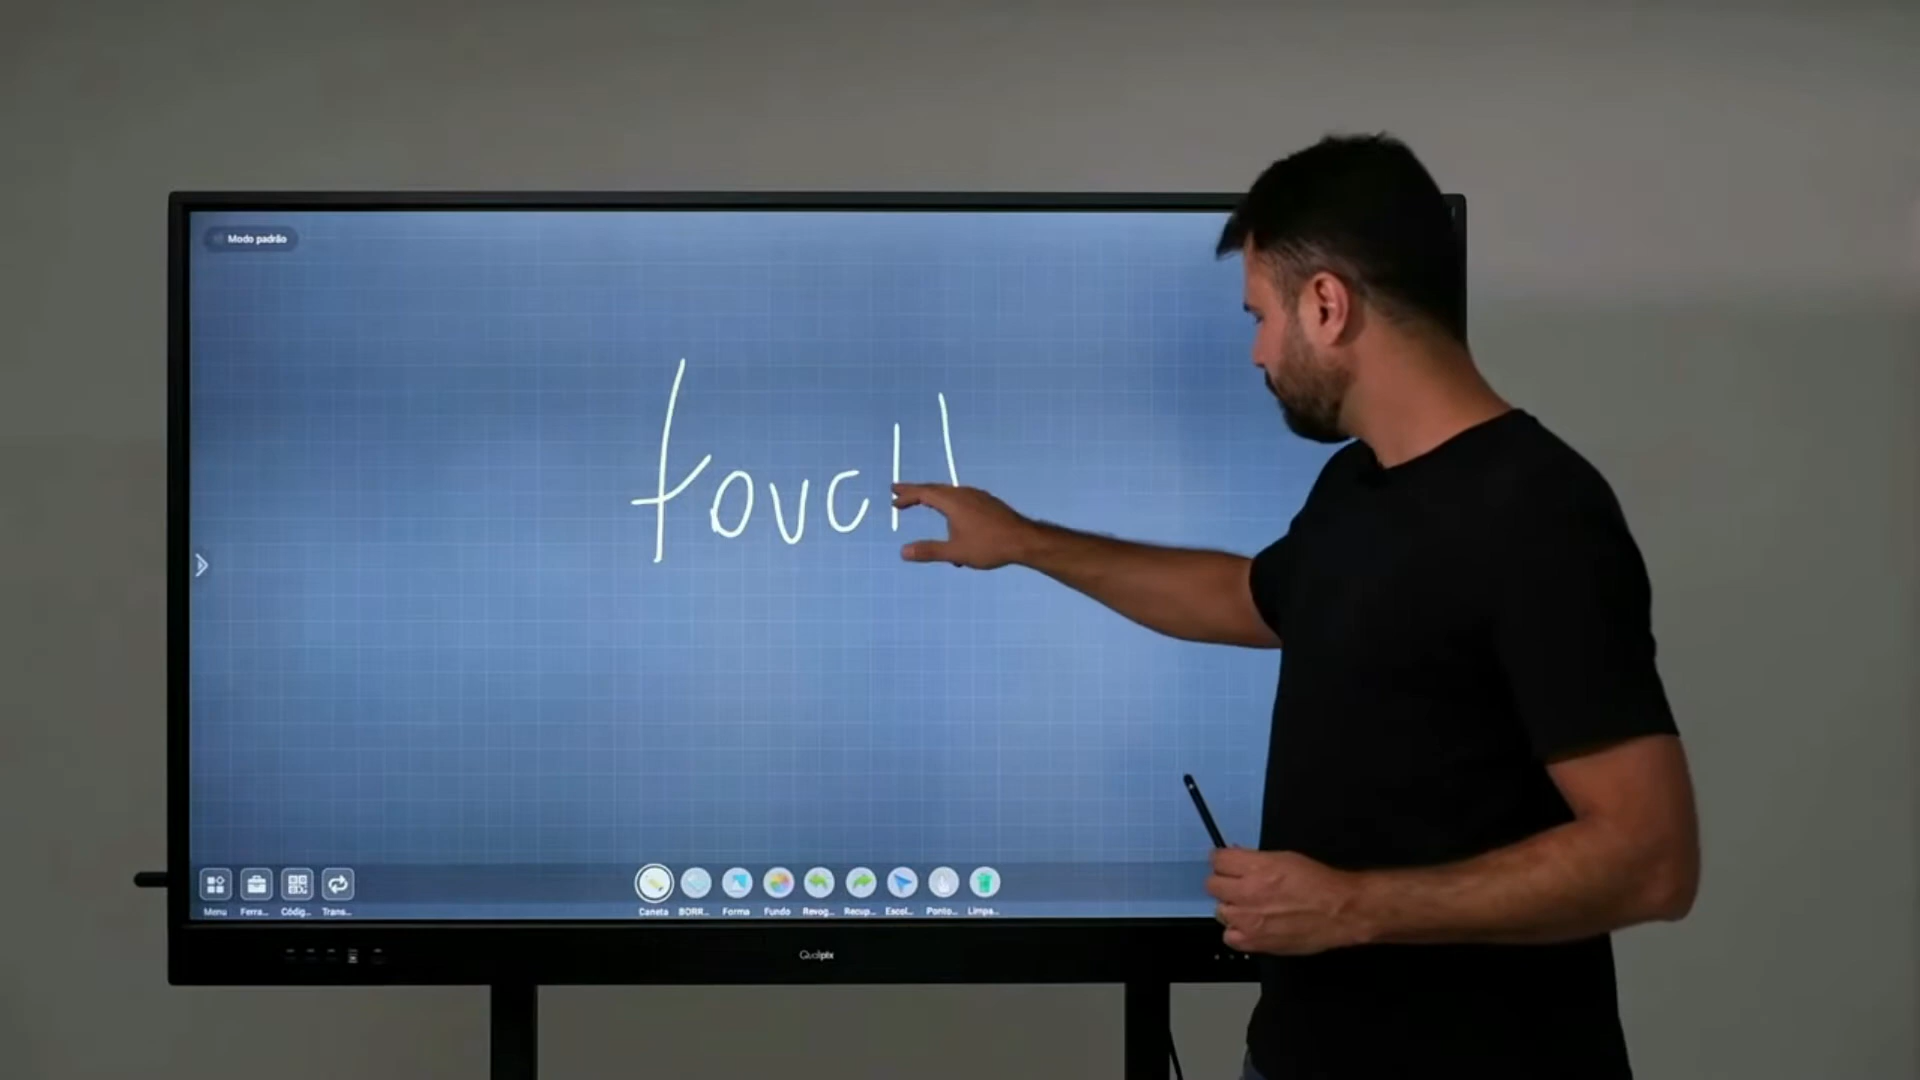 Modo padrão
toucH
Menu Ferra... Códig... Trans... Caneta BORR... Forma Fundo Revog... Recup... Escol... Ponto... Limpa...
Qualipix